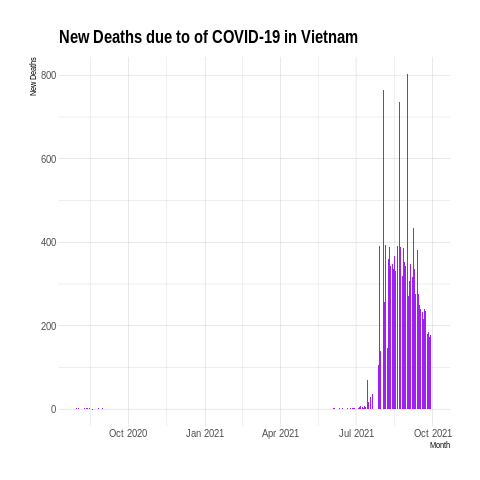 New Deaths due to of COVID-19 in Vietnam
New Deaths
800
600
400
200
0
Oct 2020 Jan 2021 Apr 2021 Jul 2021 Oct 2021
Month